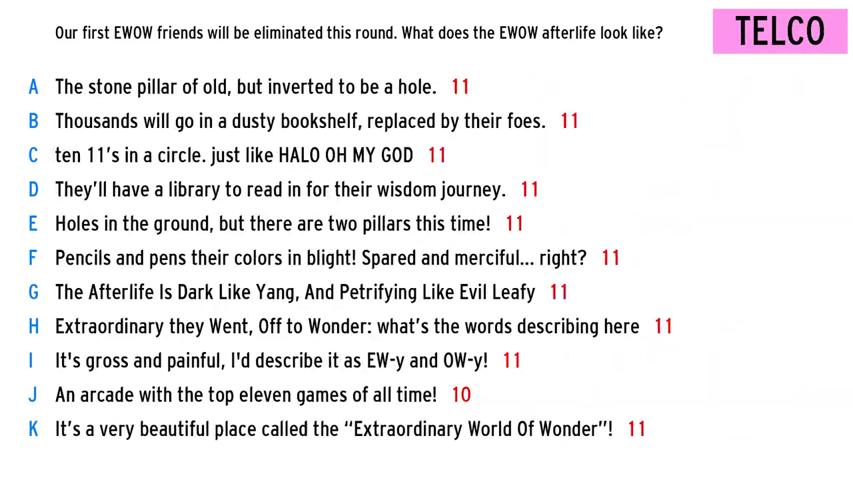 Our first EWOW friends will be eliminated this round. What does the EWOW afterlife look like?
TELCO
A The stone pillar of old, but inverted to be a hole. 11
B Thousands will go in a dusty bookshelf, replaced by their foes. 11
C ten 11's in a circle. just like HALO OH MY GOD 11
D They'll have a library to read in for their wisdom journey. 11
E Holes in the ground, but there are two pillars this time! 11
F Pencils and pens their colors in blight! Spared and merciful... right? 11
G The Afterlife Is Dark Like Yang, And Petrifying Like Evil Leafy 11
H Extraordinary they Went, Off to Wonder: what's the words describing here 11
I It's gross and painful, I'd describe it as EW-y and OW-y! 11
J An arcade with the top eleven games of all time! 10
K It's a very beautiful place called the “Extraordinary World Of Wonder”! 11